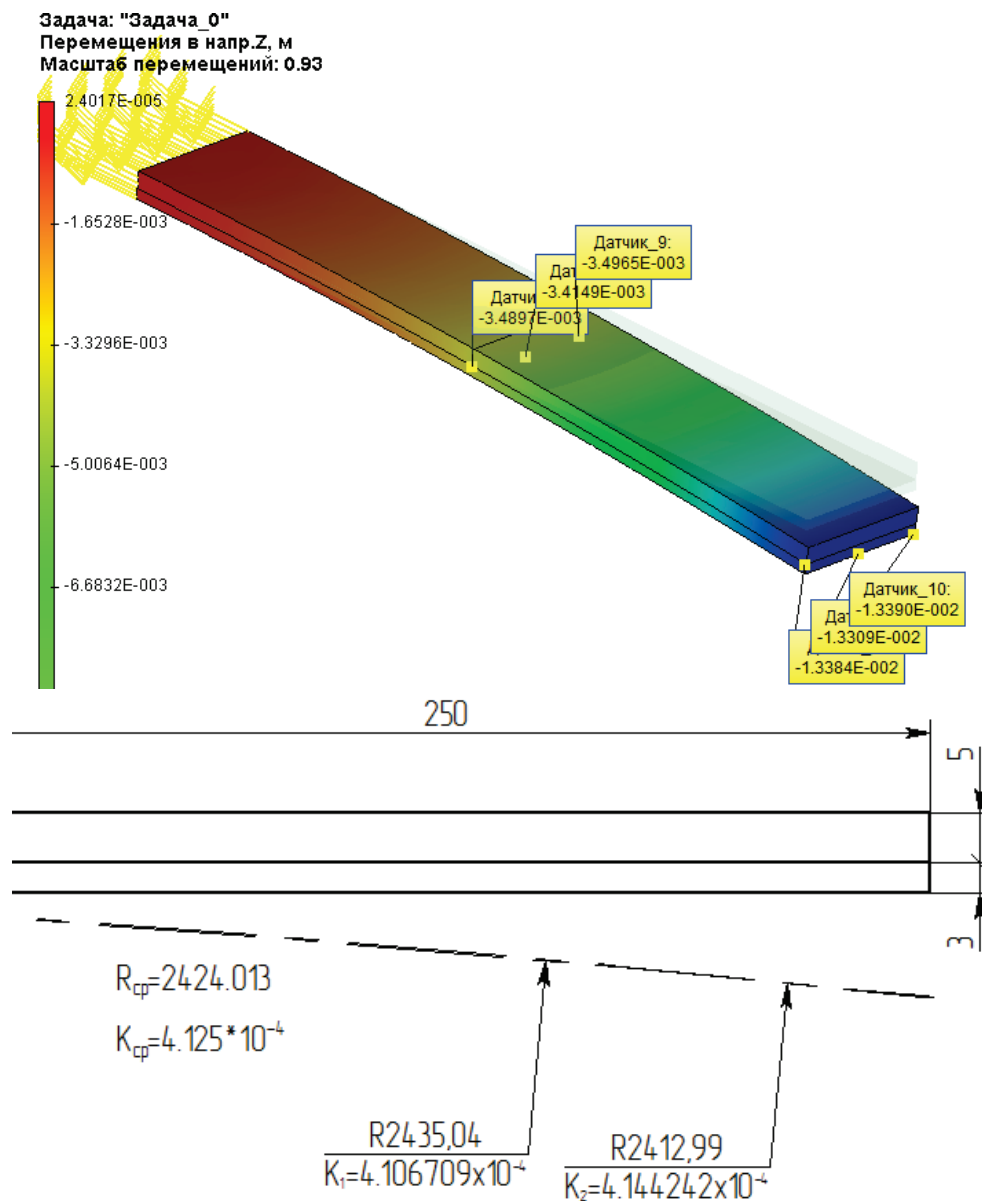 Задача: "Задача_0"
Перемещения в напр.Z, м
Масштаб перемещений: 0.93
2.4017E-005
-1.6528E-003
-3.3296E-003
-5.0064E-003
-6.6832E-003
Датчик_9:
-3.4965E-003
-3.4149E-003
-3.4897E-003
Датчик_10:
-1.3390E-002
-1.3309E-002
-1.3384E-002
250
5
3
Rср=2424.013
Kср=4.125*10⁻⁴
R2435,04
K₁=4.106709x10⁻⁴
R2412,99
K₂=4.144242x10⁻⁴